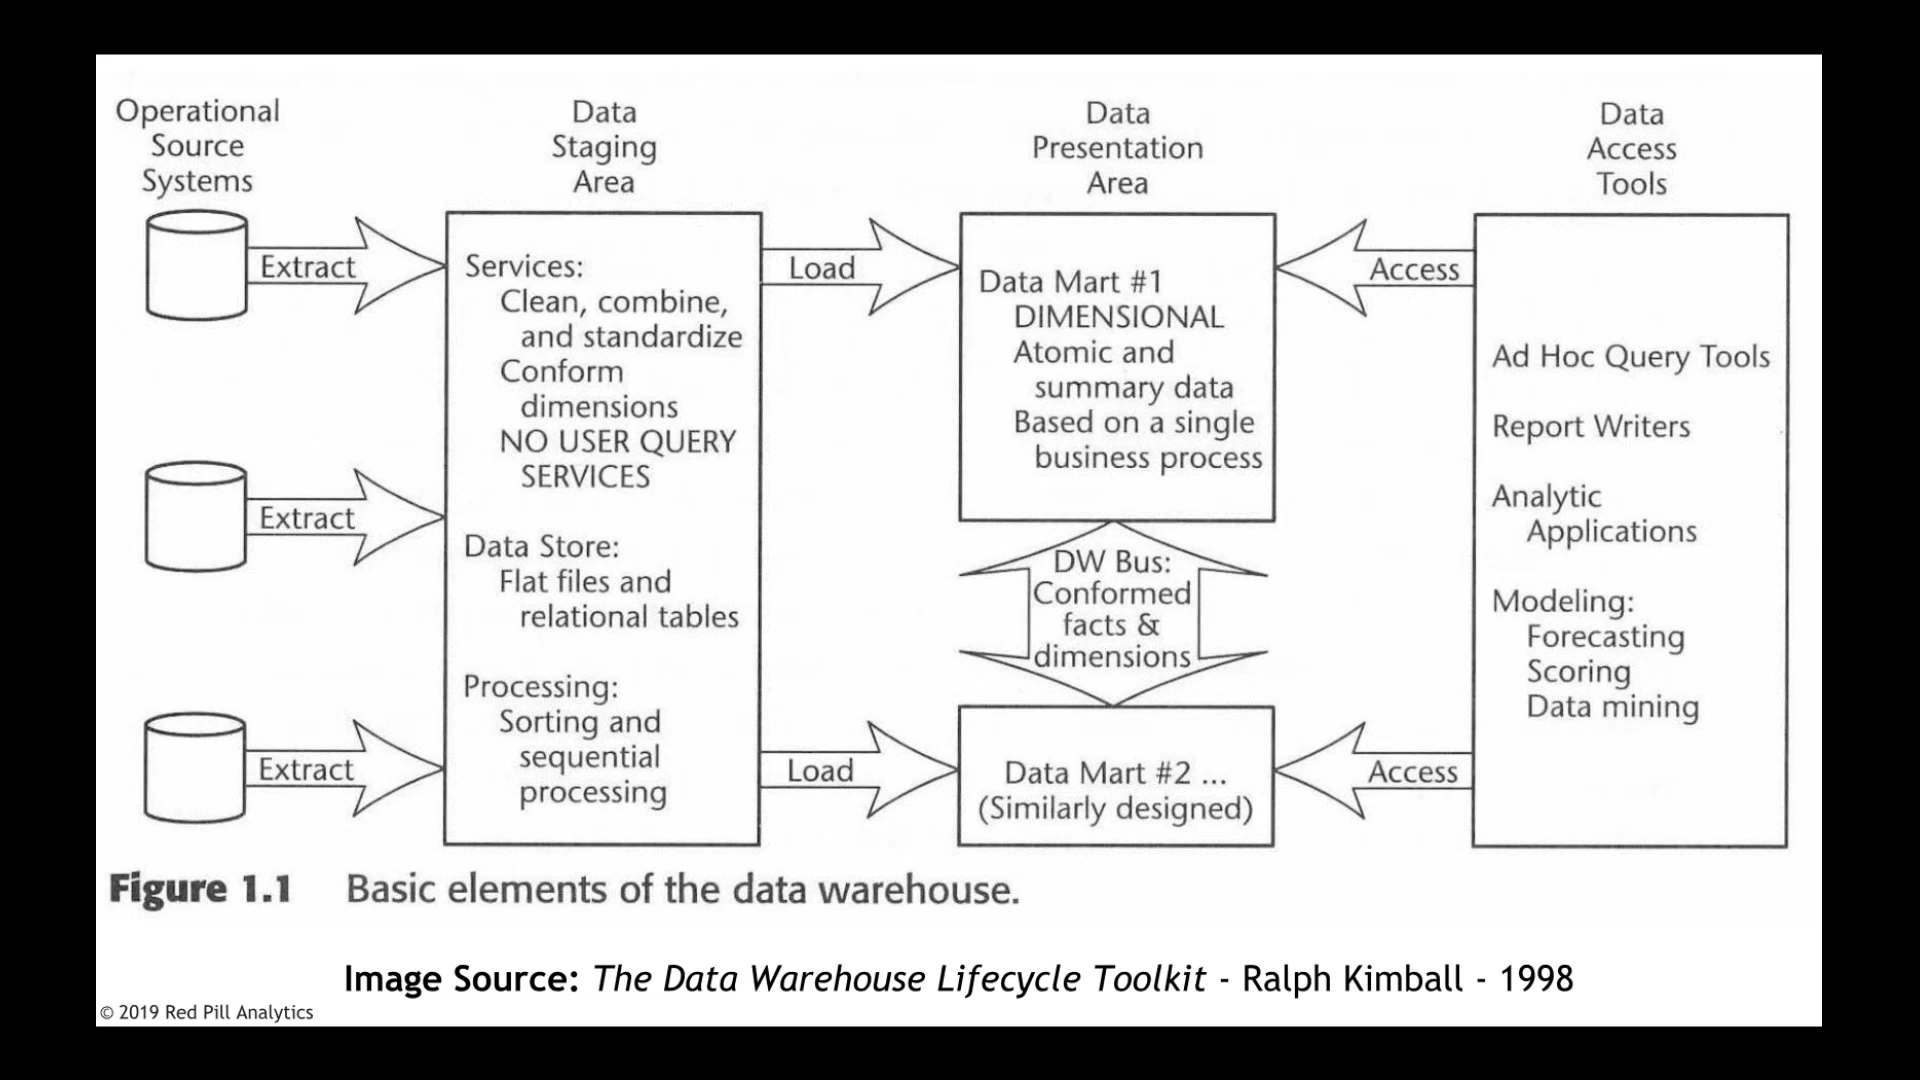 Operational
Source
Systems
Data
Staging
Area
Data
Presentation
Area
Data
Access
Tools
Extract
Extract
Extract
Services:
Clean, combine,
and standardize
Conform
dimensions
NO USER QUERY
SERVICES
Data Store:
Flat files and
relational tables
Processing:
Sorting and
sequential
processing
Load
Load
Data Mart #1
DIMENSIONAL
Atomic and
summary data
Based on a single
business process
DW Bus:
Conformed
facts &
dimensions
Data Mart #2 ...
(Similarly designed)
Access
Access
Ad Hoc Query Tools
Report Writers
Analytic
Applications
Modeling:
Forecasting
Scoring
Data mining
Figure 1.1 Basic elements of the data warehouse.
Image Source: The Data Warehouse Lifecycle Toolkit - Ralph Kimball - 1998
© 2019 Red Pill Analytics